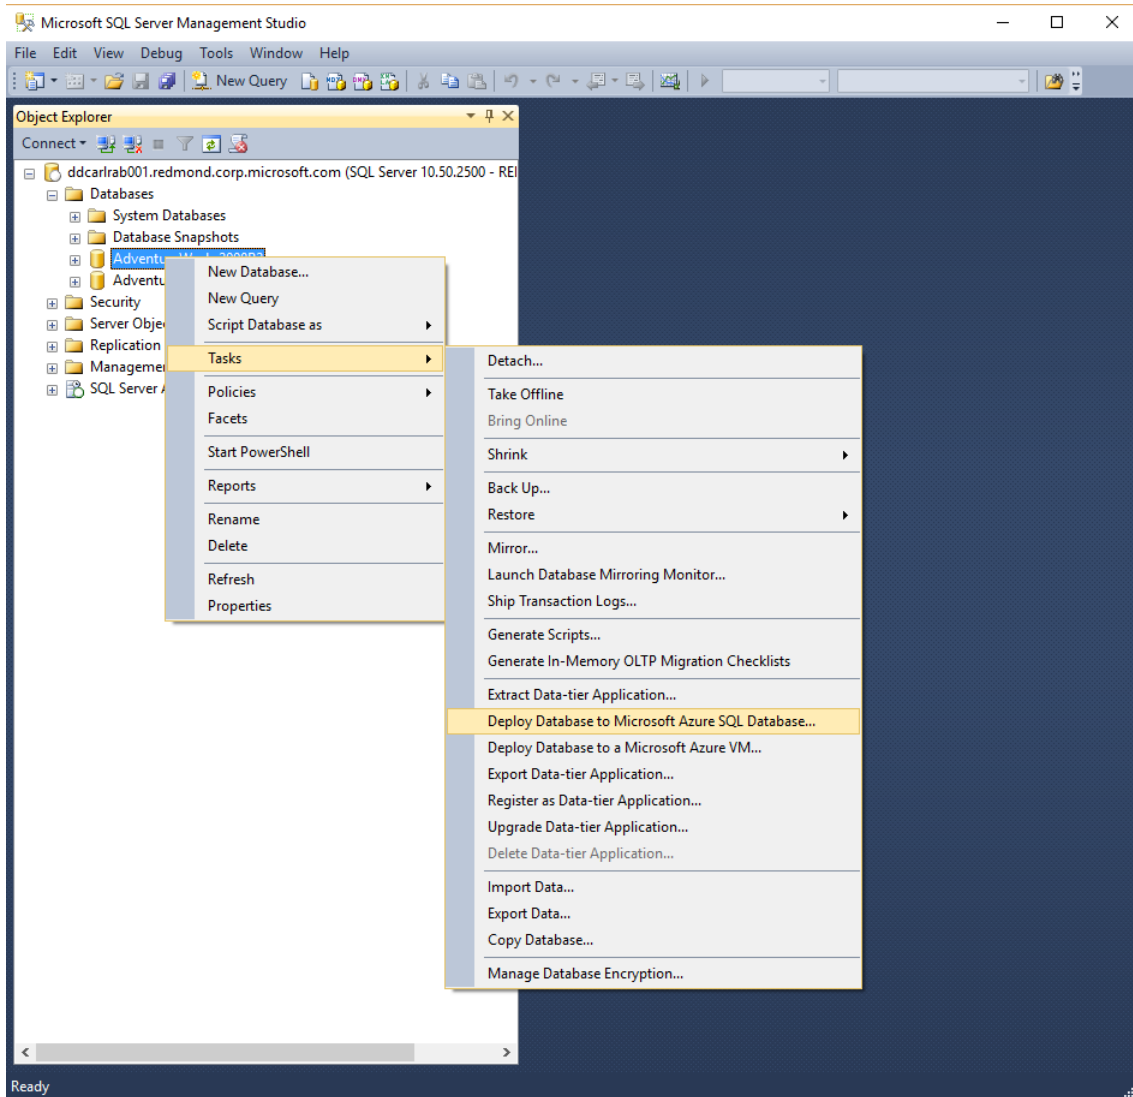 Microsoft SQL Server Management Studio
File Edit View Debug Tools Window Help
New Query
Object Explorer
Connect
ddcarlrab001.redmond.corp.microsoft.com (SQL Server 10.50.2500 - REI
Databases
System Databases
Database Snapshots
Adventu
Adventu
Security
Server Obje
Replication
Managemen
SQL Server A
New Database...
New Query
Script Database as
Tasks
Policies
Facets
Start PowerShell
Reports
Rename
Delete
Refresh
Properties
Detach...
Take Offline
Bring Online
Shrink
Back Up...
Restore
Mirror...
Launch Database Mirroring Monitor...
Ship Transaction Logs...
Generate Scripts...
Generate In-Memory OLTP Migration Checklists
Extract Data-tier Application...
Deploy Database to Microsoft Azure SQL Database...
Deploy Database to a Microsoft Azure VM...
Export Data-tier Application...
Register as Data-tier Application...
Upgrade Data-tier Application...
Delete Data-tier Application...
Import Data...
Export Data...
Copy Database...
Manage Database Encryption...
Ready